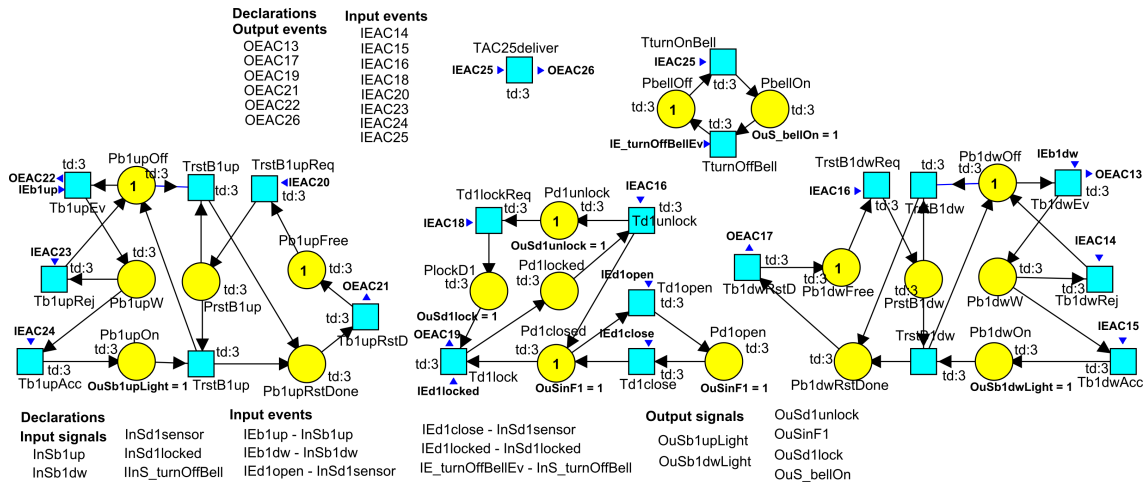 Declarations
Output events
OEAC13
OEAC17
OEAC19
OEAC21
OEAC22
OEAC26
Input events
IEAC14
IEAC15
IEAC16
IEAC18
IEAC20
IEAC23
IEAC24
IEAC25
TAC25deliver
IEAC25
OEAC26
td:3
TturnOnBell
IEAC25
td:3
PbellOff
td:3
1
PbellOn
td:3
OuS_bellOn = 1
td:3
IE_turnOffBellEv
TturnOffBell
td:3
OEAC22
IEb1up
Tb1upEv
Pb1upOff
td:3
1
TrstB1up
td:3
TrstB1upReq
IEAC20
td:3
IEAC23
td:3
Tb1upRej
td:3
Pb1upW
td:3
PrstB1up
Pb1upFree
1
td:3
OEAC21
td:3
Tb1upRstD
IEAC24
td:3
Tb1upAcc
Pb1upOn
td:3
OuSb1upLight = 1
td:3
TrstB1up
td:3
Pb1upRstDone
Td1lockReq
td:3
IEAC18
Pd1unlock
td:3
1
OuSd1unlock = 1
IEAC16
td:3
Td1unlock
PlockD1
td:3
OuSd1lock = 1
Pd1locked
td:3
IEd1open
Td1open
td:3
OEAC19
td:3
Td1lock
IEd1locked
Pd1closed
td:3
1
OuSinF1 = 1
IEd1close
td:3
Td1close
Pd1open
td:3
OuSinF1 = 1
TrstB1dwReq
td:3
IEAC16
td:3
TrstB1dw
Pb1dwOff
td:3
1
IEb1dw
OEAC13
td:3
Tb1dwEv
OEAC17
td:3
Tb1dwRstD
1
td:3
Pb1dwFree
td:3
PrstB1dw
td:3
Pb1dwW
IEAC14
td:3
Tb1dwRej
td:3
Pb1dwRstDone
TrstB1dw
td:3
Pb1dwOn
td:3
OuSb1dwLight = 1
IEAC15
td:3
Tb1dwAcc
Declarations
Input signals
InSb1up
InSb1dw
InSd1sensor
InSd1locked
IInS_turnOffBell
Input events
IEb1up - InSb1up
IEb1dw - InSb1dw
IEd1open - InSd1sensor
IEd1close - InSd1sensor
IEd1locked - InSd1locked
IE_turnOffBellEv - InS_turnOffBell
Output signals
OuSb1upLight
OuSb1dwLight
OuSd1unlock
OuSinF1
OuSd1lock
OuS_bellOn